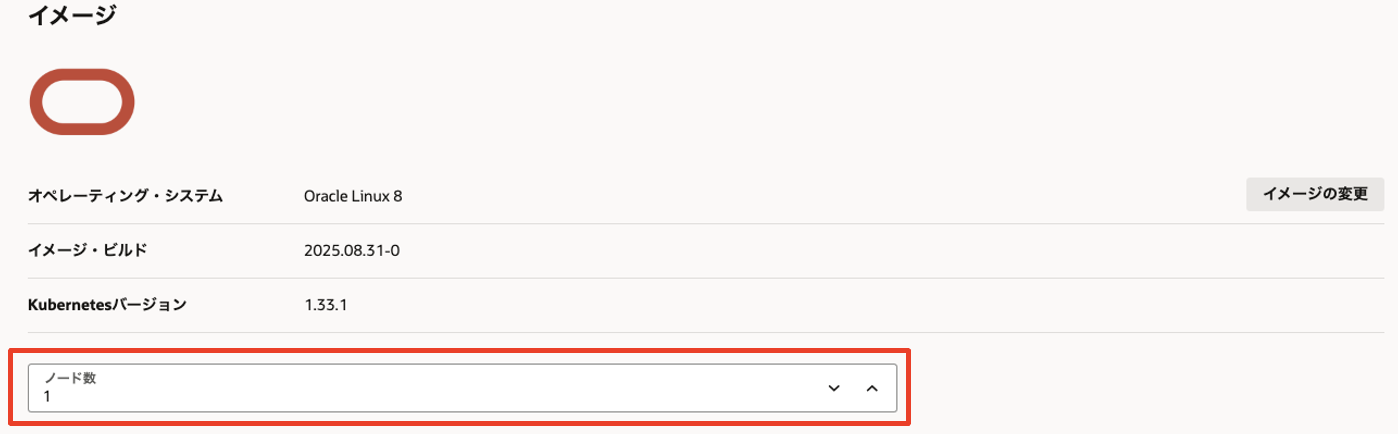 イメージ
オペレーティング・システム Oracle Linux 8 イメージの変更
イメージ・ビルド 2025.08.31-0
Kubernetesバージョン 1.33.1
ノード数
1